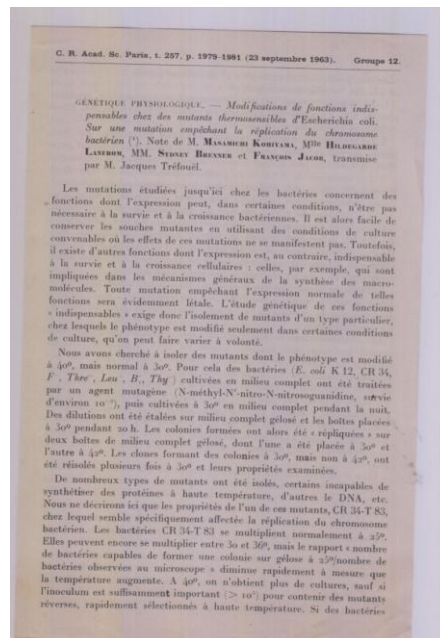 C. R. Acad. Sc. Paris, t. 257, p. 1979-1981 (23 septembre 1963). Groupe 12.
GÉNÉTIQUE PHYSIOLOGIQUE. — Modifications de fonctions indis-
pensables chez des mutants thermosensibles d'Escherichia coli.
Sur une mutation empêchant la réplication du chromosome
bactérien (*). Note de M. MASAMICHI KOHIYAMA, Mlle HILDEGARDE
LANFROM, MM. SYDNEY BRENNER et FRANÇOIS JACOB, transmise
par M. Jacques Tréfouël.
Les mutations étudiées jusqu'ici chez les bactéries concernent des
fonctions dont l'expression peut, dans certaines conditions, n'être pas
nécessaire à la survie et à la croissance bactériennes. Il est alors facile de
conserver les souches mutantes en utilisant des conditions de culture
convenables où les effets de ces mutations ne se manifestent pas. Toutefois,
il existe d'autres fonctions dont l'expression est, au contraire, indispensable
à la survie et à la croissance cellulaires : celles, par exemple, qui sont
impliquées dans les mécanismes généraux de la synthèse des macro-
molécules. Toute mutation empêchant l'expression normale de telles
fonctions sera évidemment létale. L'étude génétique de ces fonctions
« indispensables » exige donc l'isolement de mutants d'un type particulier,
chez lesquels le phénotype est modifié seulement dans certaines conditions
de culture, qu'on peut faire varier à volonté.
Nous avons cherché à isoler des mutants dont le phénotype est modifié
à 40°, mais normal à 30°. Pour cela des bactéries (E. coli K 12, CR 34,
F-, Thre-, Leu-, B1-, Thy-) cultivées en milieu complet ont été traitées
par un agent mutagène (N-méthyl-N'-nitro-N-nitrosoguanidine, survie
d'environ 10-1), puis cultivées à 30° en milieu complet pendant la nuit.
Des dilutions ont été étalées sur milieu complet gélosé et les boîtes placées
à 30° pendant 20 h. Les colonies formées ont alors été « répliquées » sur
deux boîtes de milieu complet gélosé, dont l'une a été placée à 30° et
l'autre à 42°. Les clones formant des colonies à 30°, mais non à 42°, ont
été réisolés plusieurs fois à 30° et leurs propriétés examinées.
De nombreux types de mutants ont été isolés, certains incapables de
synthétiser des protéines à haute température, d'autres le DNA, etc.
Nous ne décrirons ici que les propriétés de l'un de ces mutants, CR 34-T 83,
chez lequel semble spécifiquement affectée la réplication du chromosome
bactérien. Les bactéries CR 34-T 83 se multiplient normalement à 25°.
Elles peuvent encore se multiplier entre 30 et 36°, mais le rapport « nombre
de bactéries capables de former une colonie sur gélose à 25°/nombre de
bactéries observées au microscope » diminue rapidement à mesure que
la température augmente. A 40°, on n'obtient plus de cultures, sauf si
l'inoculum est suffisamment important (> 10 ) pour contenir des mutants
réverses, rapidement sélectionnés à haute température. Si des bactéries